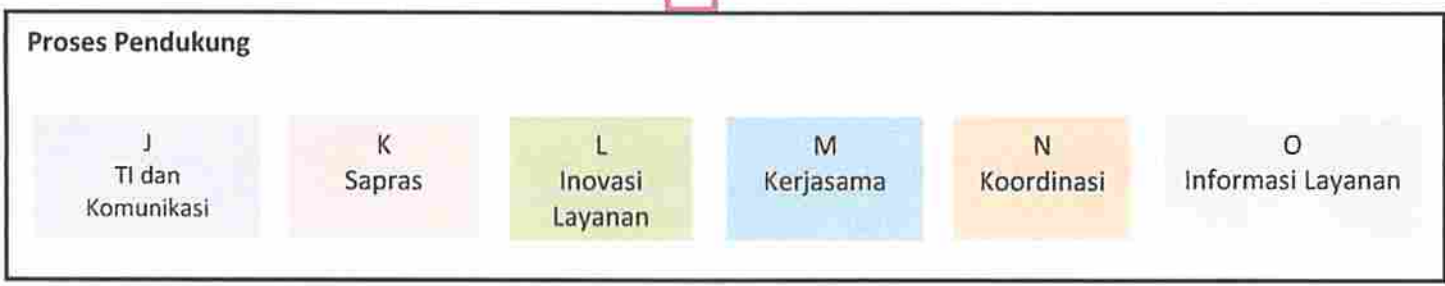 Proses Pendukung
J
TI dan
Komunikasi
K
Sapras
L
Inovasi
Layanan
M
Kerjasama
N
Koordinasi
O
Informasi Layanan